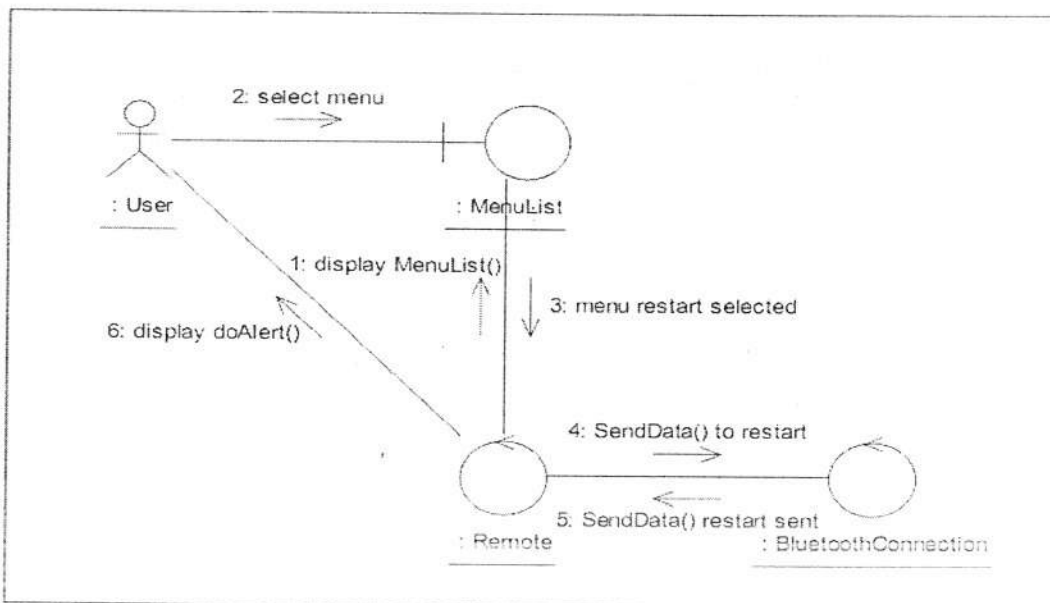 2: select menu
: User
: MenuList
1: display MenuList()
3: menu restart selected
6: display doAlert()
4: SendData() to restart
5: SendData() restart sent
: Remote
: BluetoothConnection